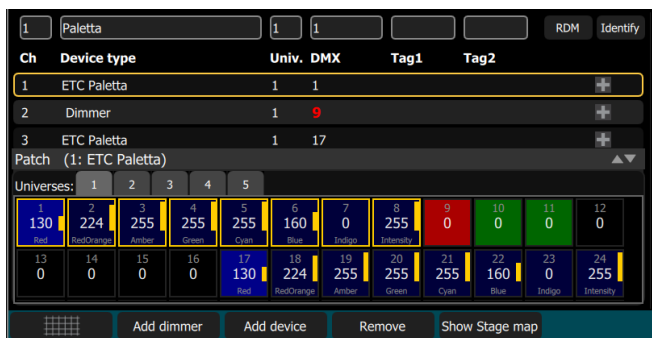 1 Paletta 1 1 RDM Identify
Ch Device type Univ. DMX Tag1 Tag2
1 ETC Paletta 1 1
2 Dimmer 1 9
3 ETC Paletta 1 17
Patch (1: ETC Paletta)
Universes: 1 2 3 4 5
1 2 3 4 5 6 7 8 9 10 11 12
130 224 255 255 255 160 0 255 0 0 0 0
Red RedOrange Amber Green Cyan Blue Indigo Intensity
13 14 15 16 17 18 19 20 21 22 23 24
0 0 0 0 130 224 255 255 255 160 0 255
Red RedOrange Amber Green Cyan Blue Indigo Intensity
Add dimmer Add device Remove Show Stage map